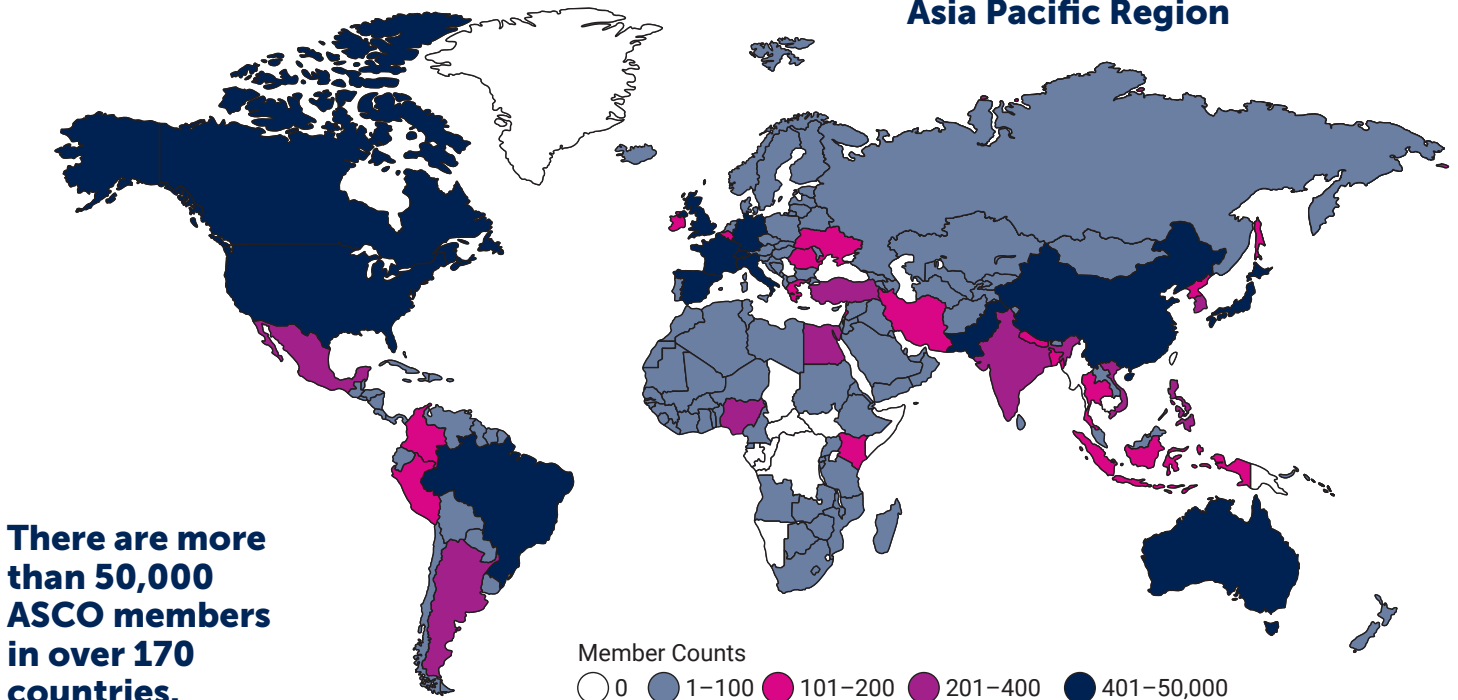 Asia Pacific Region
There are more
than 50,000
ASCO members
in over 170
countries.
Member Counts
0 1–100 101–200 201–400 401–50,000